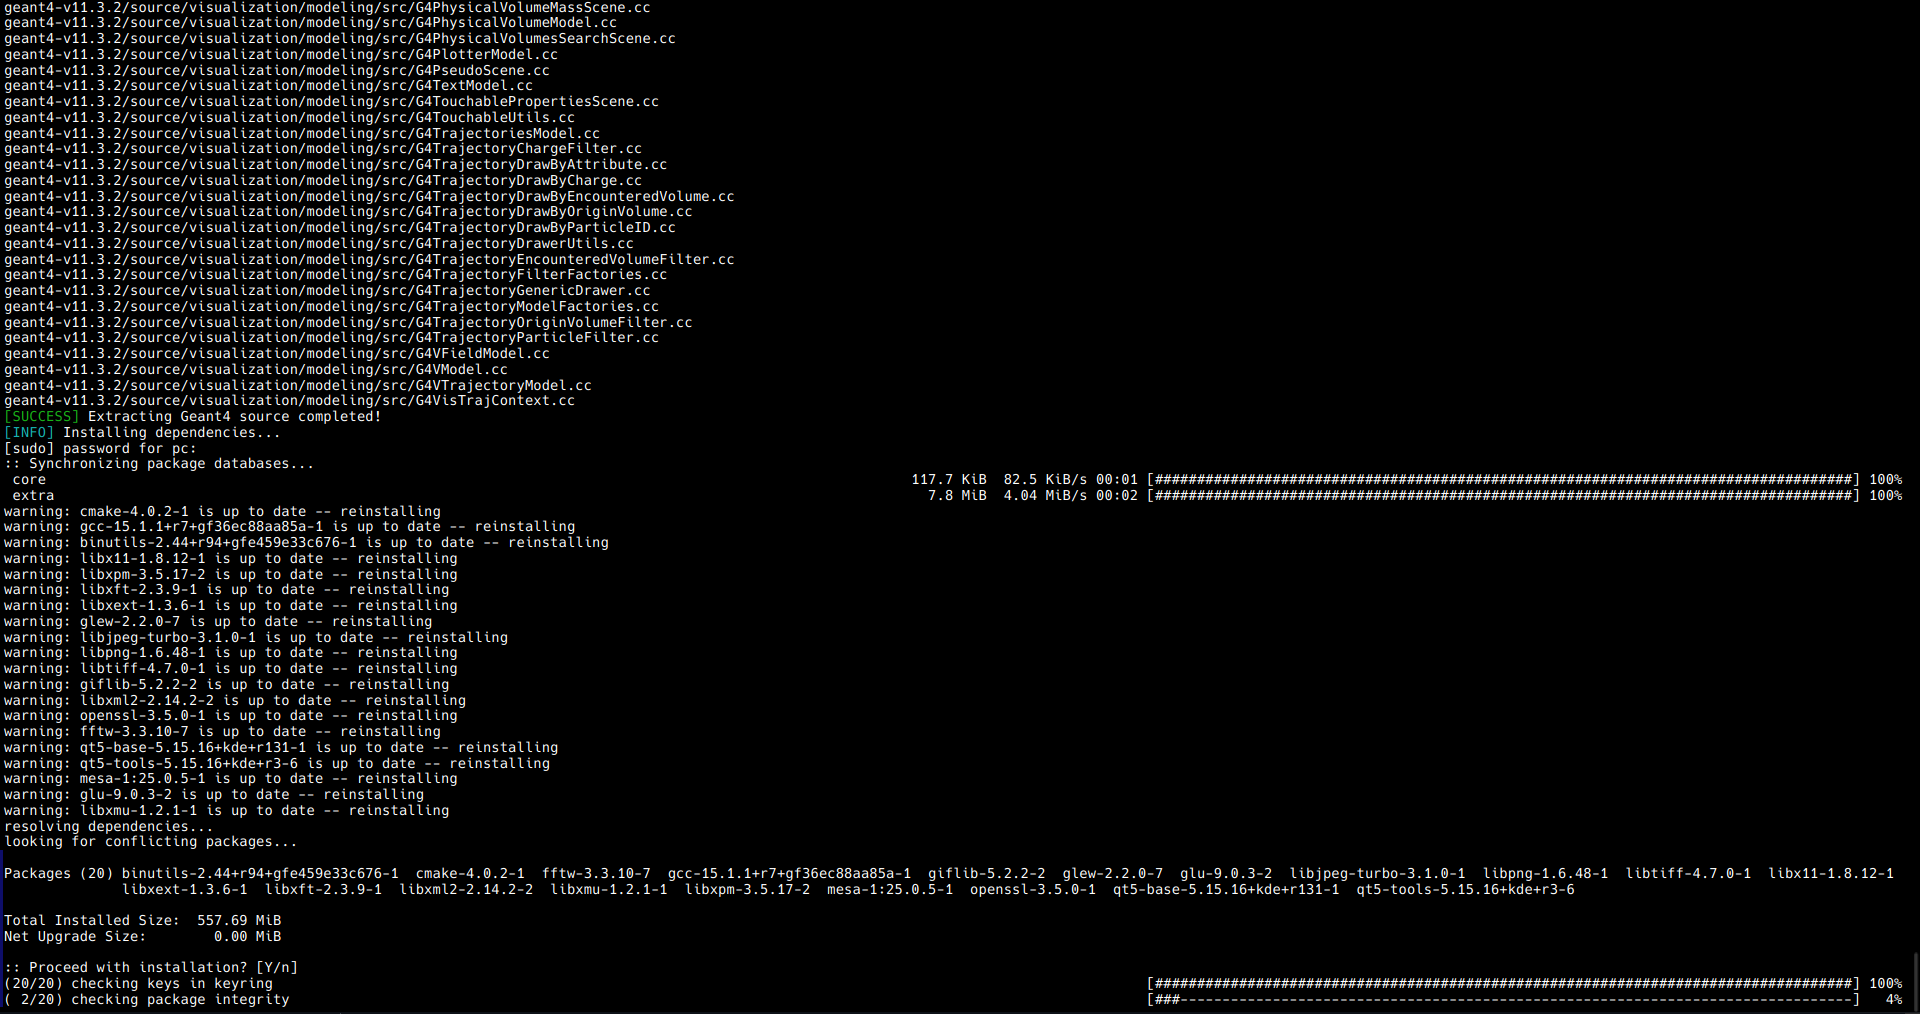 geant4-v11.3.2/source/visualization/modeling/src/G4PhysicalVolumeMassScene.cc
geant4-v11.3.2/source/visualization/modeling/src/G4PhysicalVolumeModel.cc
geant4-v11.3.2/source/visualization/modeling/src/G4PhysicalVolumesSearchScene.cc
geant4-v11.3.2/source/visualization/modeling/src/G4PlotterModel.cc
geant4-v11.3.2/source/visualization/modeling/src/G4PseudoScene.cc
geant4-v11.3.2/source/visualization/modeling/src/G4TextModel.cc
geant4-v11.3.2/source/visualization/modeling/src/G4TouchablePropertiesScene.cc
geant4-v11.3.2/source/visualization/modeling/src/G4TouchableUtils.cc
geant4-v11.3.2/source/visualization/modeling/src/G4TrajectoriesModel.cc
geant4-v11.3.2/source/visualization/modeling/src/G4TrajectoryChargeFilter.cc
geant4-v11.3.2/source/visualization/modeling/src/G4TrajectoryDrawByAttribute.cc
geant4-v11.3.2/source/visualization/modeling/src/G4TrajectoryDrawByCharge.cc
geant4-v11.3.2/source/visualization/modeling/src/G4TrajectoryDrawByEncounteredVolume.cc
geant4-v11.3.2/source/visualization/modeling/src/G4TrajectoryDrawByOriginVolume.cc
geant4-v11.3.2/source/visualization/modeling/src/G4TrajectoryDrawByParticleID.cc
geant4-v11.3.2/source/visualization/modeling/src/G4TrajectoryDrawerUtils.cc
geant4-v11.3.2/source/visualization/modeling/src/G4TrajectoryEncounteredVolumeFilter.cc
geant4-v11.3.2/source/visualization/modeling/src/G4TrajectoryFilterFactories.cc
geant4-v11.3.2/source/visualization/modeling/src/G4TrajectoryGenericDrawer.cc
geant4-v11.3.2/source/visualization/modeling/src/G4TrajectoryModelFactories.cc
geant4-v11.3.2/source/visualization/modeling/src/G4TrajectoryOriginVolumeFilter.cc
geant4-v11.3.2/source/visualization/modeling/src/G4TrajectoryParticleFilter.cc
geant4-v11.3.2/source/visualization/modeling/src/G4VFieldModel.cc
geant4-v11.3.2/source/visualization/modeling/src/G4VModel.cc
geant4-v11.3.2/source/visualization/modeling/src/G4VTrajectoryModel.cc
geant4-v11.3.2/source/visualization/modeling/src/G4VisTrajContext.cc
[SUCCESS] Extracting Geant4 source completed!
[INFO] Installing dependencies...
[sudo] password for pc:
:: Synchronizing package databases...
core 117.7 KiB 82.5 KiB/s 00:01 [###################################################################################] 100%
extra 7.8 MiB 4.04 MiB/s 00:02 [###################################################################################] 100%
warning: cmake-4.0.2-1 is up to date -- reinstalling
warning: gcc-15.1.1+r7+gf36ec88aa85a-1 is up to date -- reinstalling
warning: binutils-2.44+r94+gfe459e33c676-1 is up to date -- reinstalling
warning: libx11-1.8.12-1 is up to date -- reinstalling
warning: libxpm-3.5.17-2 is up to date -- reinstalling
warning: libxft-2.3.9-1 is up to date -- reinstalling
warning: libxext-1.3.6-1 is up to date -- reinstalling
warning: glew-2.2.0-7 is up to date -- reinstalling
warning: libjpeg-turbo-3.1.0-1 is up to date -- reinstalling
warning: libpng-1.6.48-1 is up to date -- reinstalling
warning: libtiff-4.7.0-1 is up to date -- reinstalling
warning: giflib-5.2.2-2 is up to date -- reinstalling
warning: libxml2-2.14.2-2 is up to date -- reinstalling
warning: openssl-3.5.0-1 is up to date -- reinstalling
warning: fftw-3.3.10-7 is up to date -- reinstalling
warning: qt5-base-5.15.16+kde+r131-1 is up to date -- reinstalling
warning: qt5-tools-5.15.16+kde+r3-6 is up to date -- reinstalling
warning: mesa-1:25.0.5-1 is up to date -- reinstalling
warning: glu-9.0.3-2 is up to date -- reinstalling
warning: libxmu-1.2.1-1 is up to date -- reinstalling
resolving dependencies...
looking for conflicting packages...
Packages (20) binutils-2.44+r94+gfe459e33c676-1 cmake-4.0.2-1 fftw-3.3.10-7 gcc-15.1.1+r7+gf36ec88aa85a-1 giflib-5.2.2-2 glew-2.2.0-7 glu-9.0.3-2 libjpeg-turbo-3.1.0-1 libpng-1.6.48-1 libtiff-4.7.0-1 libx11-1.8.12-1
libxext-1.3.6-1 libxft-2.3.9-1 libxml2-2.14.2-2 libxmu-1.2.1-1 libxpm-3.5.17-2 mesa-1:25.0.5-1 openssl-3.5.0-1 qt5-base-5.15.16+kde+r131-1 qt5-tools-5.15.16+kde+r3-6
Total Installed Size: 557.69 MiB
Net Upgrade Size: 0.00 MiB
:: Proceed with installation? [Y/n]
(20/20) checking keys in keyring [###################################################################################] 100%
( 2/20) checking package integrity [###--------------------------------------------------------------------------------] 4%